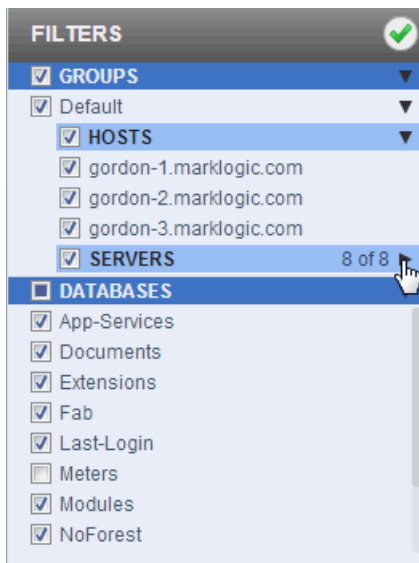 FILTERS
GROUPS
Default
HOSTS
gordon-1.marklogic.com
gordon-2.marklogic.com
gordon-3.marklogic.com
SERVERS 8 of 8
DATABASES
App-Services
Documents
Extensions
Fab
Last-Login
Meters
Modules
NoForest